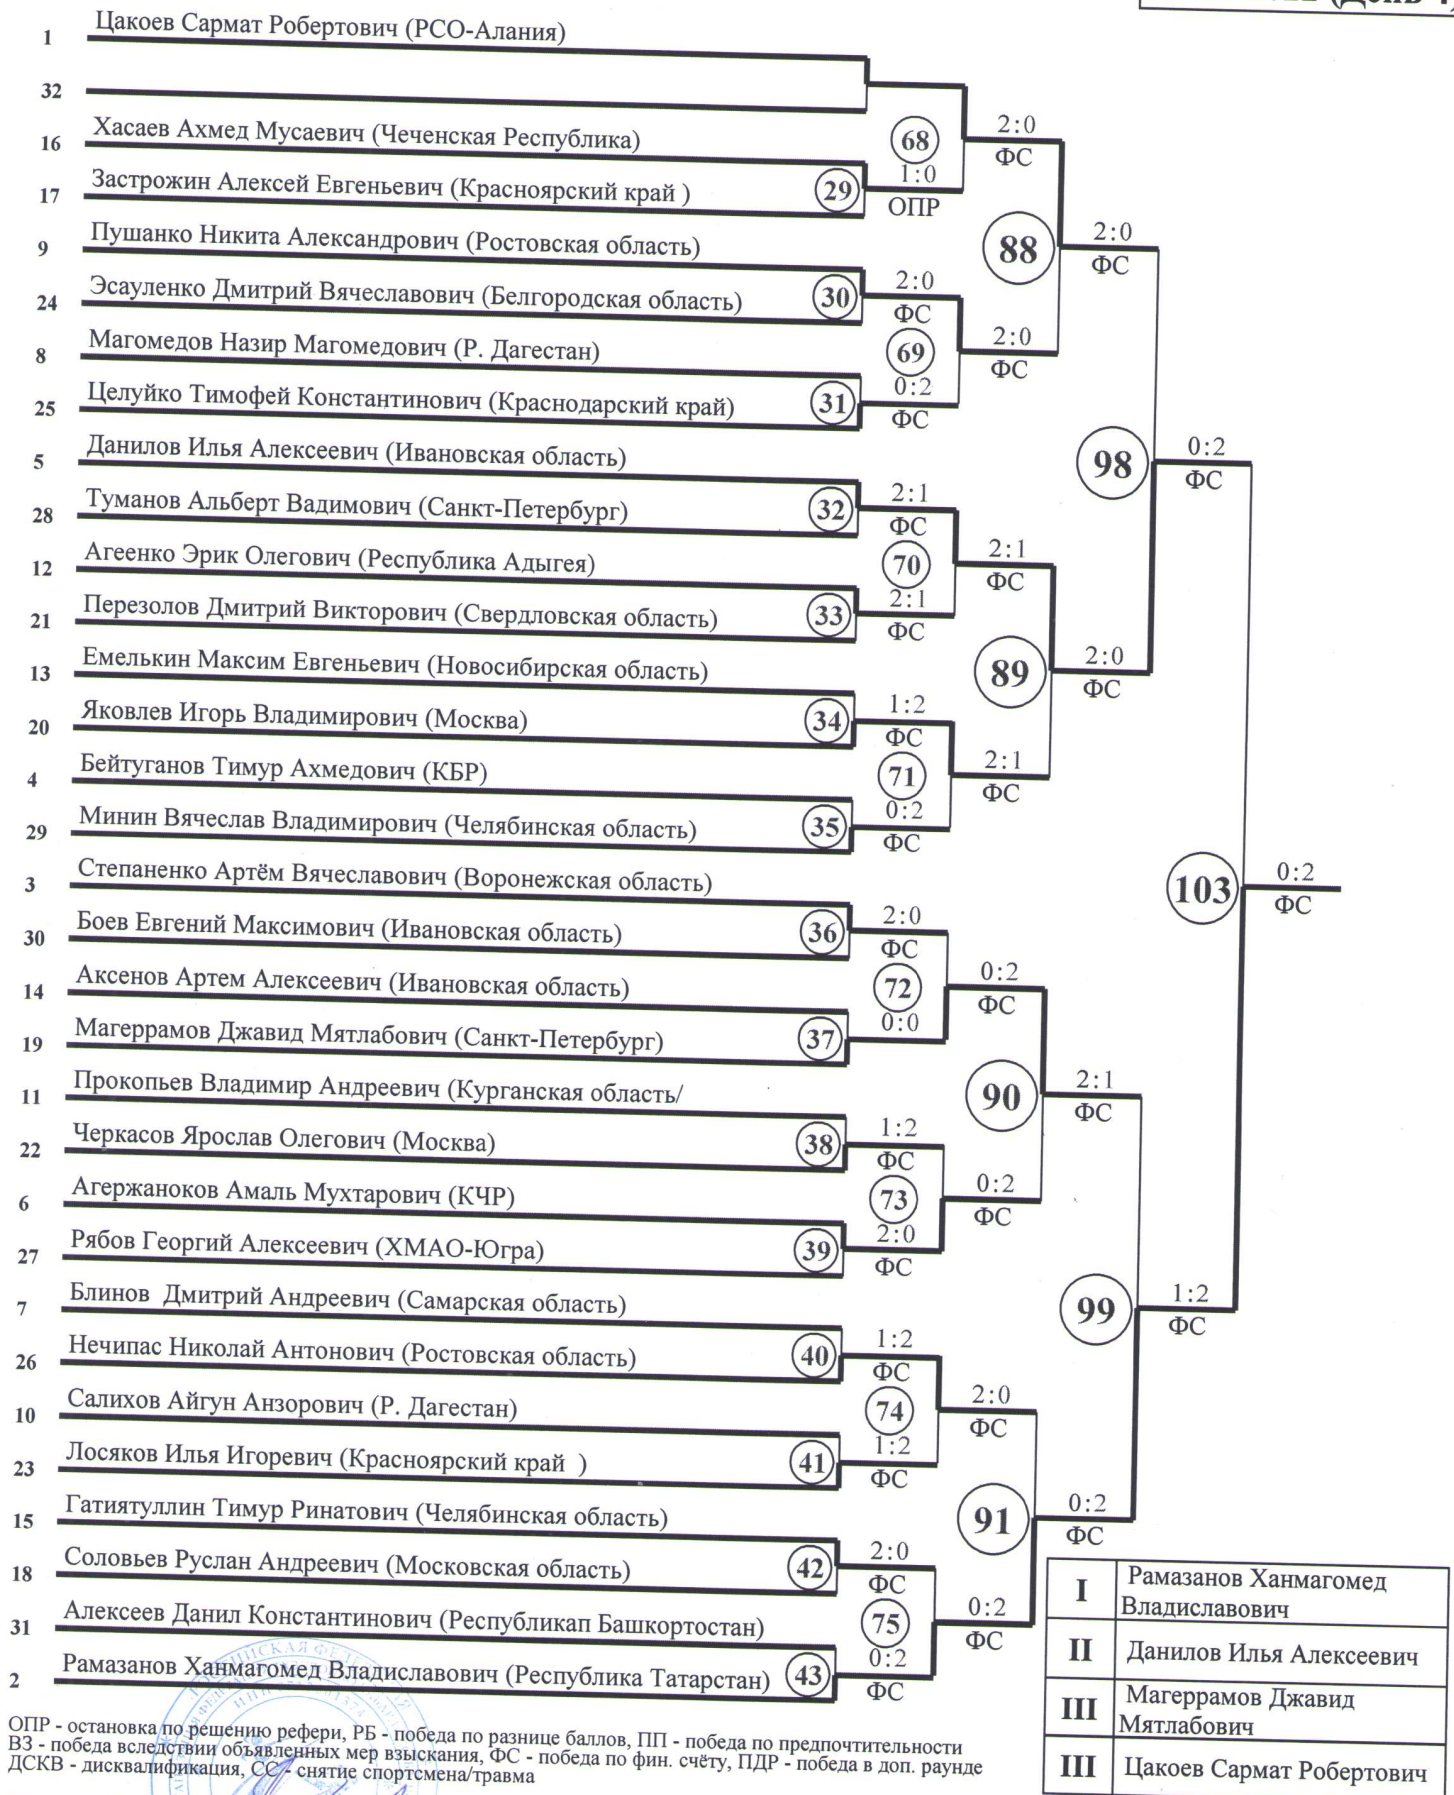 1 Цакоев Сармат Робертович (РСО-Алания)
32
16 Хасаев Ахмед Мусаевич (Чеченская Республика)
68
2:0
ФС
17 Застрожин Алексей Евгеньевич (Красноярский край )
29
1:0
ОПР
9 Пушанко Никита Александрович (Ростовская область)
88
2:0
ФС
24 Эсауленко Дмитрий Вячеславович (Белгородская область)
30
2:0
ФС
8 Магомедов Назир Магомедович (Р. Дагестан)
69
2:0
ФС
25 Целуйко Тимофей Константинович (Краснодарский край)
31
0:2
ФС
5 Данилов Илья Алексеевич (Ивановская область)
98
0:2
ФС
28 Туманов Альберт Вадимович (Санкт-Петербург)
32
2:1
ФС
12 Агеенко Эрик Олегович (Республика Адыгея)
70
2:1
ФС
21 Перезолов Дмитрий Викторович (Свердловская область)
33
2:1
ФС
13 Емелькин Максим Евгеньевич (Новосибирская область)
89
2:0
ФС
20 Яковлев Игорь Владимирович (Москва)
34
1:2
ФС
4 Бейтуганов Тимур Ахмедович (КБР)
71
2:1
ФС
29 Минин Вячеслав Владимирович (Челябинская область)
35
0:2
ФС
3 Степаненко Артём Вячеславович (Воронежская область)
103
0:2
ФС
30 Боев Евгений Максимович (Ивановская область)
36
2:0
ФС
14 Аксенов Артем Алексеевич (Ивановская область)
72
0:2
ФС
19 Магеррамов Джавид Мятлабович (Санкт-Петербург)
37
0:0
11 Прокопьев Владимир Андреевич (Курганская область/
90
2:1
ФС
22 Черкасов Ярослав Олегович (Москва)
38
1:2
ФС
6 Агержаноков Амаль Мухтарович (КЧР)
73
0:2
ФС
27 Рябов Георгий Алексеевич (ХМАО-Югра)
39
2:0
ФС
7 Блинов Дмитрий Андреевич (Самарская область)
99
1:2
ФС
26 Нечипас Николай Антонович (Ростовская область)
40
1:2
ФС
10 Салихов Айгун Анзорович (Р. Дагестан)
74
2:0
ФС
23 Лосяков Илья Игоревич (Красноярский край )
41
1:2
ФС
15 Гатиятуллин Тимур Ринатович (Челябинская область)
91
0:2
ФС
18 Соловьев Руслан Андреевич (Московская область)
42
2:0
ФС
31 Алексеев Данил Константинович (Республикап Башкортостан)
75
0:2
ФС
2 Рамазанов Ханмагомед Владиславович (Республика Татарстан)
43
0:2
ФС
I Рамазанов Ханмагомед
Владиславович
II Данилов Илья Алексеевич
III Магеррамов Джавид
Мятлабович
III Цакоев Сармат Робертович
ОПР - остановка по решению рефери, РБ - победа по разнице баллов, ПП - победа по предпочтительности
ВЗ - победа вследствии объявленных мер взыскания, ФС - победа по фин. счёту, ПДР - победа в доп. раунде
ДСКВ - дисквалификация, СС - снятие спортсмена/травма